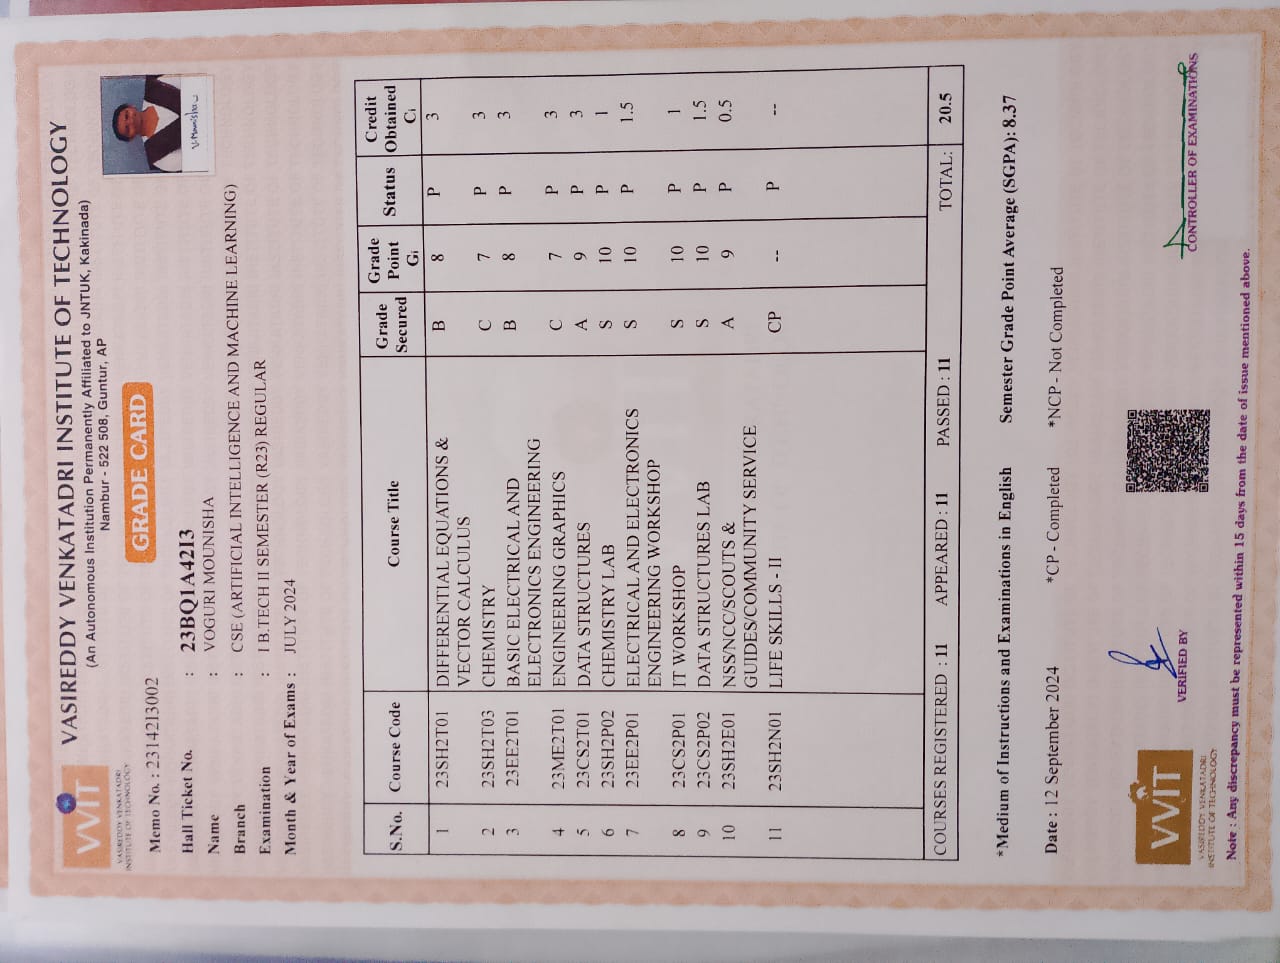 VVIT
VASIREDDY VENKATADRI
INSTITUTE OF TECHNOLOGY
VASIREDDY VENKATADRI INSTITUTE OF TECHNOLOGY
(An Autonomous Institution Permanently Affiliated to JNTUK, Kakinada)
Nambur - 522 508, Guntur, AP
GRADE CARD
Memo No. : 2314213002
V. Mounisha
Hall Ticket No. : 23BQ1A42I3
Name : VOGURI MOUNISHA
Branch : CSE (ARTIFICIAL INTELLIGENCE AND MACHINE LEARNING)
Examination : I B.TECH II SEMESTER (R23) REGULAR
Month & Year of Exams : JULY 2024
S.No. Course Code Course Title Grade Secured Grade Point Gi Status Credit Obtained Ci
1 23SH2T01 DIFFERENTIAL EQUATIONS & B 8 P 3
VECTOR CALCULUS
2 23SH2T03 CHEMISTRY C 7 P 3
3 23EE2T01 BASIC ELECTRICAL AND B 8 P 3
ELECTRONICS ENGINEERING
4 23ME2T01 ENGINEERING GRAPHICS C 7 P 3
5 23CS2T01 DATA STRUCTURES A 9 P 3
6 23SH2P02 CHEMISTRY LAB S 10 P 1
7 23EE2P01 ELECTRICAL AND ELECTRONICS S 10 P 1.5
ENGINEERING WORKSHOP
8 23CS2P01 IT WORKSHOP S 10 P 1
9 23CS2P02 DATA STRUCTURES LAB S 10 P 1.5
10 23SH2E01 NSS/NCC/SCOUTS & A 9 P 0.5
GUIDES/COMMUNITY SERVICE
11 23SH2N01 LIFE SKILLS - II CP -- P --
COURSES REGISTERED : 11 APPEARED : 11 PASSED : 11 TOTAL: 20.5
*Medium of Instructions and Examinations in English Semester Grade Point Average (SGPA): 8.37
Date : 12 September 2024 *CP - Completed *NCP - Not Completed
VVIT
VASIREDDY VENKATADRI
INSTITUTE OF TECHNOLOGY
VERIFIED BY
CONTROLLER OF EXAMINATIONS
Note : Any discrepancy must be represented within 15 days from the date of issue mentioned above.